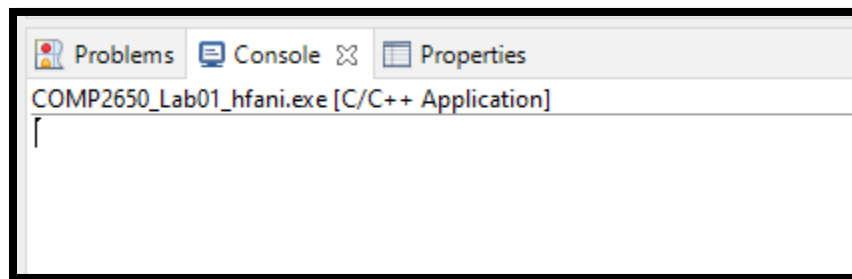 Problems Console Properties
COMP2650_Lab01_hfani.exe [C/C++ Application]